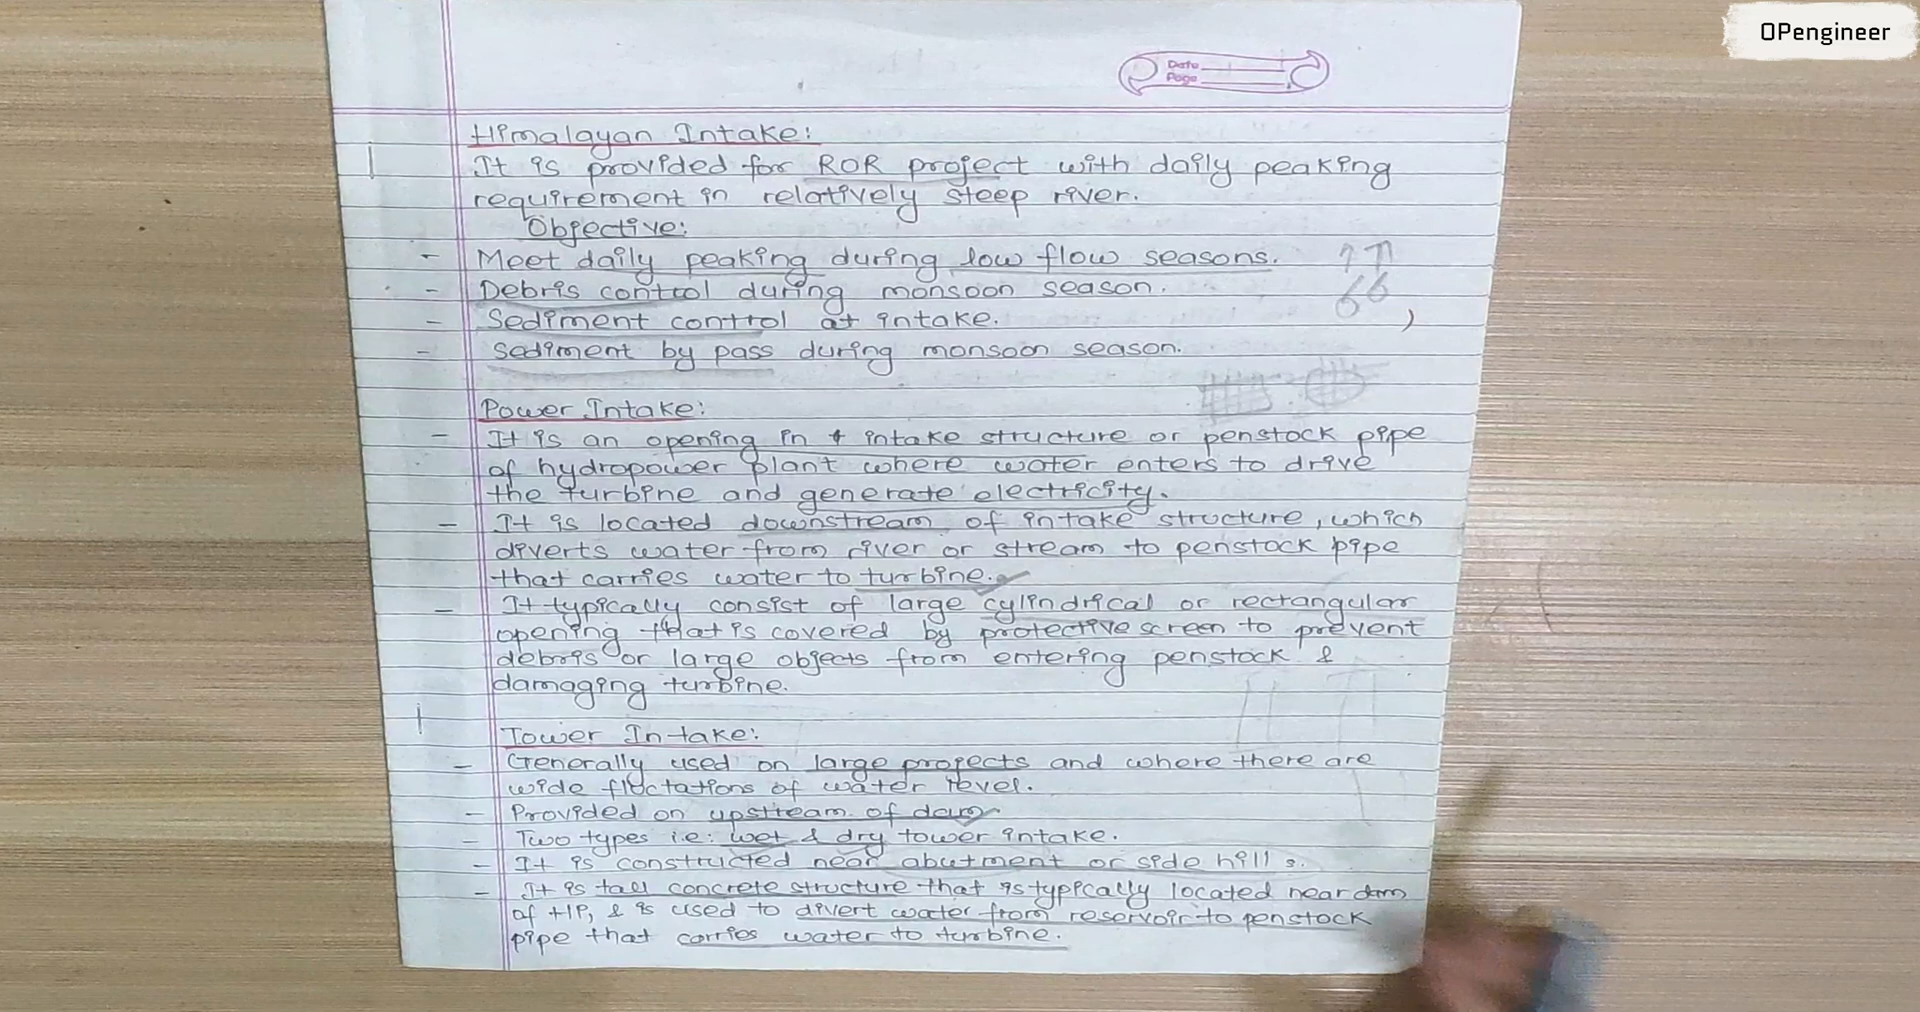 OPengineer
Date
Page
Himalayan Intake:
It is provided for ROR project with daily peaking
requirement in relatively steep river.
Objective:
- Meet daily peaking during low flow seasons.
- Debris control during monsoon season.
- Sediment control at intake.
- Sediment by pass during monsoon season.
Power Intake:
- It is an opening in intake structure or penstock pipe
of hydropower plant where water enters to drive
the turbine and generate electricity.
- It is located downstream of intake structure, which
diverts water from river or stream to penstock pipe
that carries water to turbine.
- It typically consist of large cylindrical or rectangular
opening that is covered by protective screen to prevent
debris or large objects from entering penstock &
damaging turbine.
Tower Intake:
- Generally used on large projects and where there are
wide fluctations of water level.
- Provided on upstream of dam
- Two types i.e: wet & dry tower intake.
- It is constructed near abutment or side hill s.
- It is tall concrete structure that is typically located near dam
of HP, & is used to divert water from reservoir to penstock
pipe that carries water to turbine.